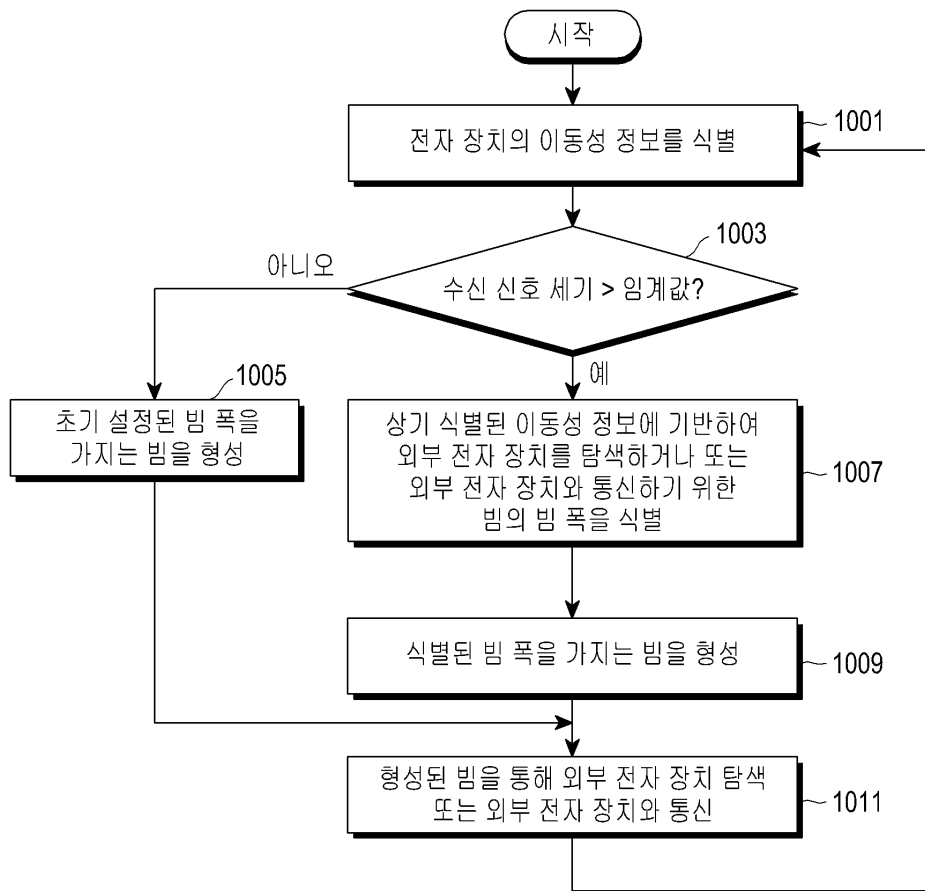 시작
전자 장치의 이동성 정보를 식별
1001
1003
수신 신호 세기 > 임계값?
아니오
예
1005
초기 설정된 빔 폭을
가지는 빔을 형성
상기 식별된 이동성 정보에 기반하여
외부 전자 장치를 탐색하거나 또는
외부 전자 장치와 통신하기 위한
빔의 빔 폭을 식별
1007
식별된 빔 폭을 가지는 빔을 형성
1009
형성된 빔을 통해 외부 전자 장치 탐색
또는 외부 전자 장치와 통신
1011